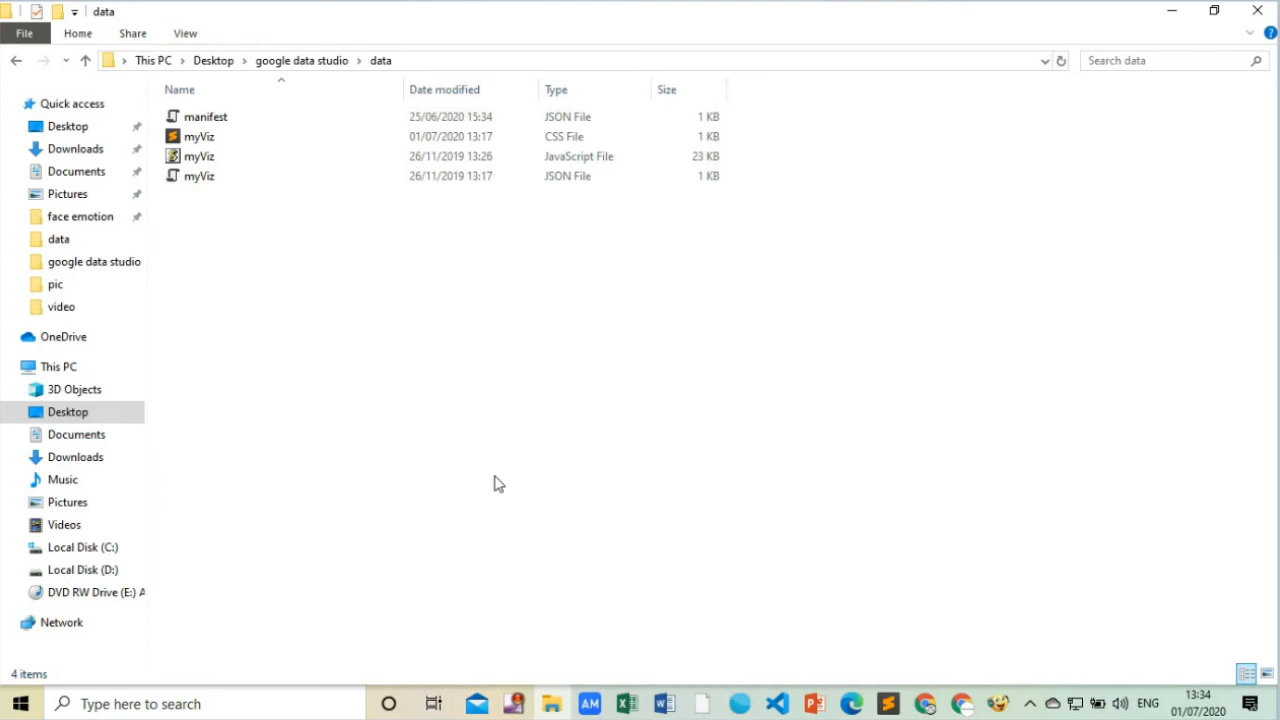 data
File Home Share View
This PC Desktop google data studio data
Search data
Name Date modified Type Size
manifest 25/06/2020 15:34 JSON File 1 KB
myViz 01/07/2020 13:17 CSS File 1 KB
myViz 26/11/2019 13:26 JavaScript File 23 KB
myViz 26/11/2019 13:17 JSON File 1 KB
Quick access
Desktop
Downloads
Documents
Pictures
face emotion
data
google data studio
pic
video
OneDrive
This PC
3D Objects
Desktop
Documents
Downloads
Music
Pictures
Videos
Local Disk (C:)
Local Disk (D:)
DVD RW Drive (E:) A
Network
4 items
Type here to search
AM
ENG
13:34
01/07/2020